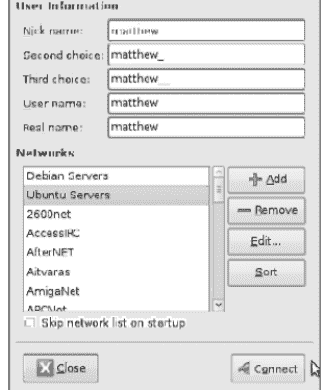 User Information
Nick name: matthew
Second choice: matthew_
Third choice: matthew__
User name: matthew
Real name: matthew
Networks
Debian Servers
Ubuntu Servers
2600net
AccessIRC
AfterNET
Aitvaras
AmigaNet
ARCNet
Add
Remove
Edit...
Sort
Skip network list on startup
Close
Connect